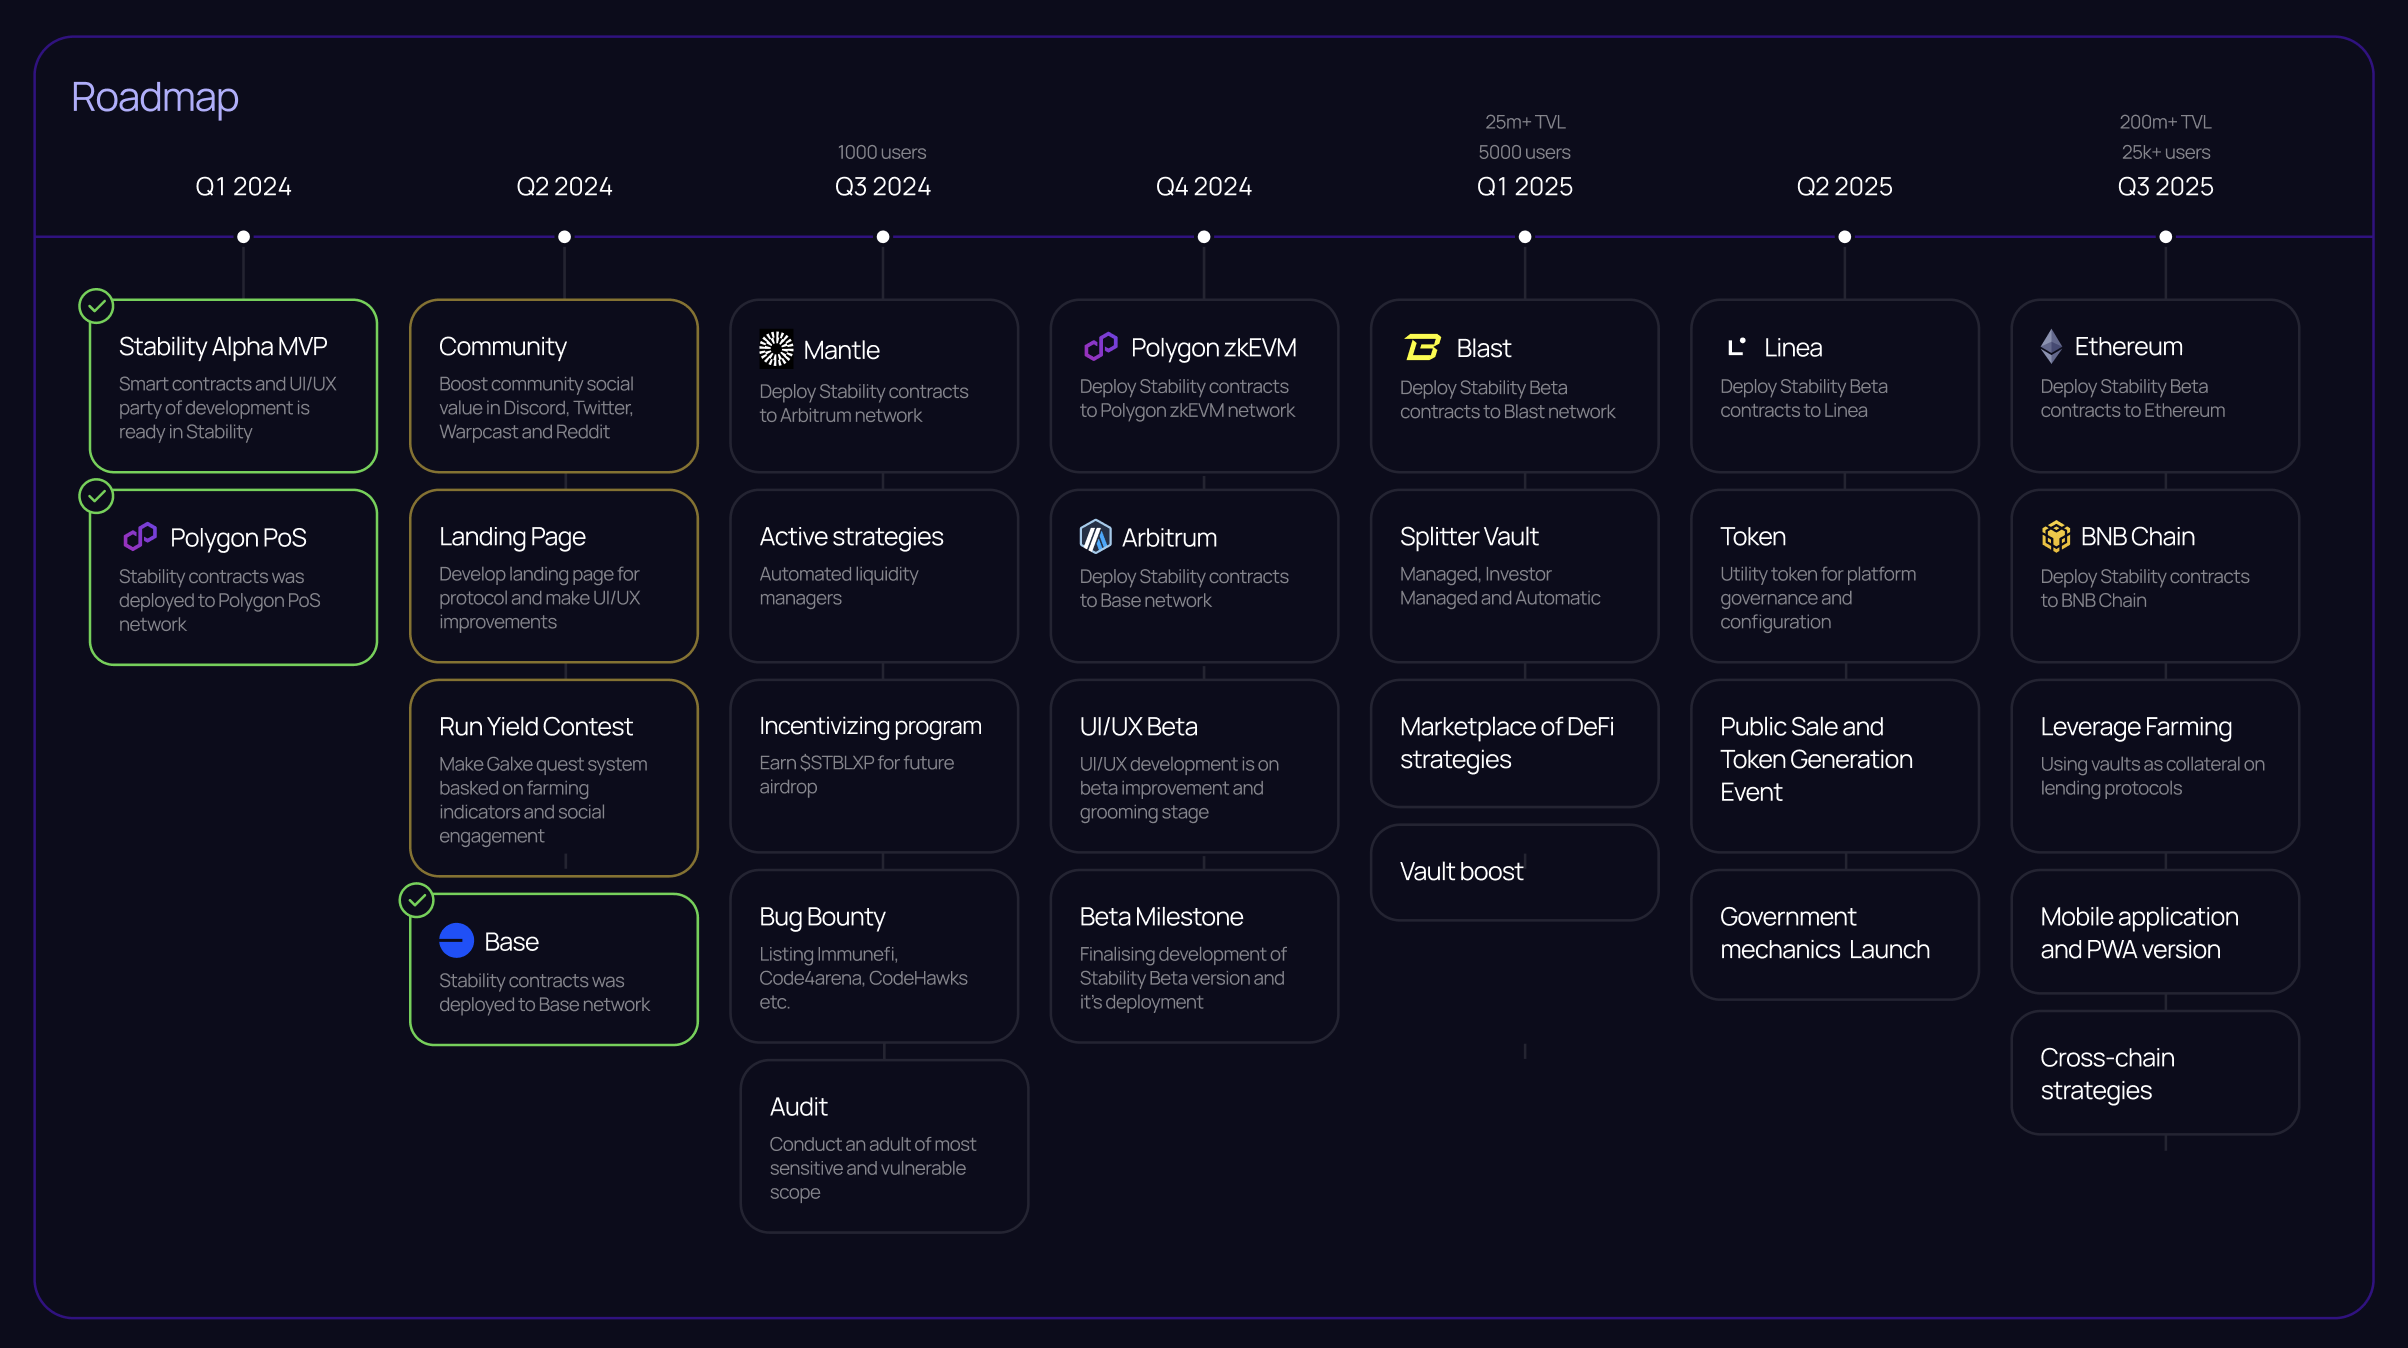 Roadmap
Q1 2024
Q2 2024
1000 users
Q3 2024
Q4 2024
25m+ TVL
5000 users
Q1 2025
Q2 2025
200m+ TVL
25k+ users
Q3 2025
Stability Alpha MVP
Smart contracts and UI/UX
party of development is
ready in Stability
Polygon PoS
Stability contracts was
deployed to Polygon PoS
network
Community
Boost community social
value in Discord, Twitter,
Warpcast and Reddit
Landing Page
Develop landing page for
protocol and make UI/UX
improvements
Run Yield Contest
Make Galxe quest system
basked on farming
indicators and social
engagement
Base
Stability contracts was
deployed to Base network
Mantle
Deploy Stability contracts
to Arbitrum network
Active strategies
Automated liquidity
managers
Incentivizing program
Earn $STBLXP for future
airdrop
Bug Bounty
Listing Immunefi,
Code4arena, CodeHawks
etc.
Audit
Conduct an adult of most
sensitive and vulnerable
scope
Polygon zkEVM
Deploy Stability contracts
to Polygon zkEVM network
Arbitrum
Deploy Stability contracts
to Base network
UI/UX Beta
UI/UX development is on
beta improvement and
grooming stage
Beta Milestone
Finalising development of
Stability Beta version and
it's deployment
Blast
Deploy Stability Beta
contracts to Blast network
Splitter Vault
Managed, Investor
Managed and Automatic
Marketplace of DeFi
strategies
Vault boost
Linea
Deploy Stability Beta
contracts to Linea
Token
Utility token for platform
governance and
configuration
Public Sale and
Token Generation
Event
Government
mechanics Launch
Ethereum
Deploy Stability Beta
contracts to Ethereum
BNB Chain
Deploy Stability contracts
to BNB Chain
Leverage Farming
Using vaults as collateral on
lending protocols
Mobile application
and PWA version
Cross-chain
strategies